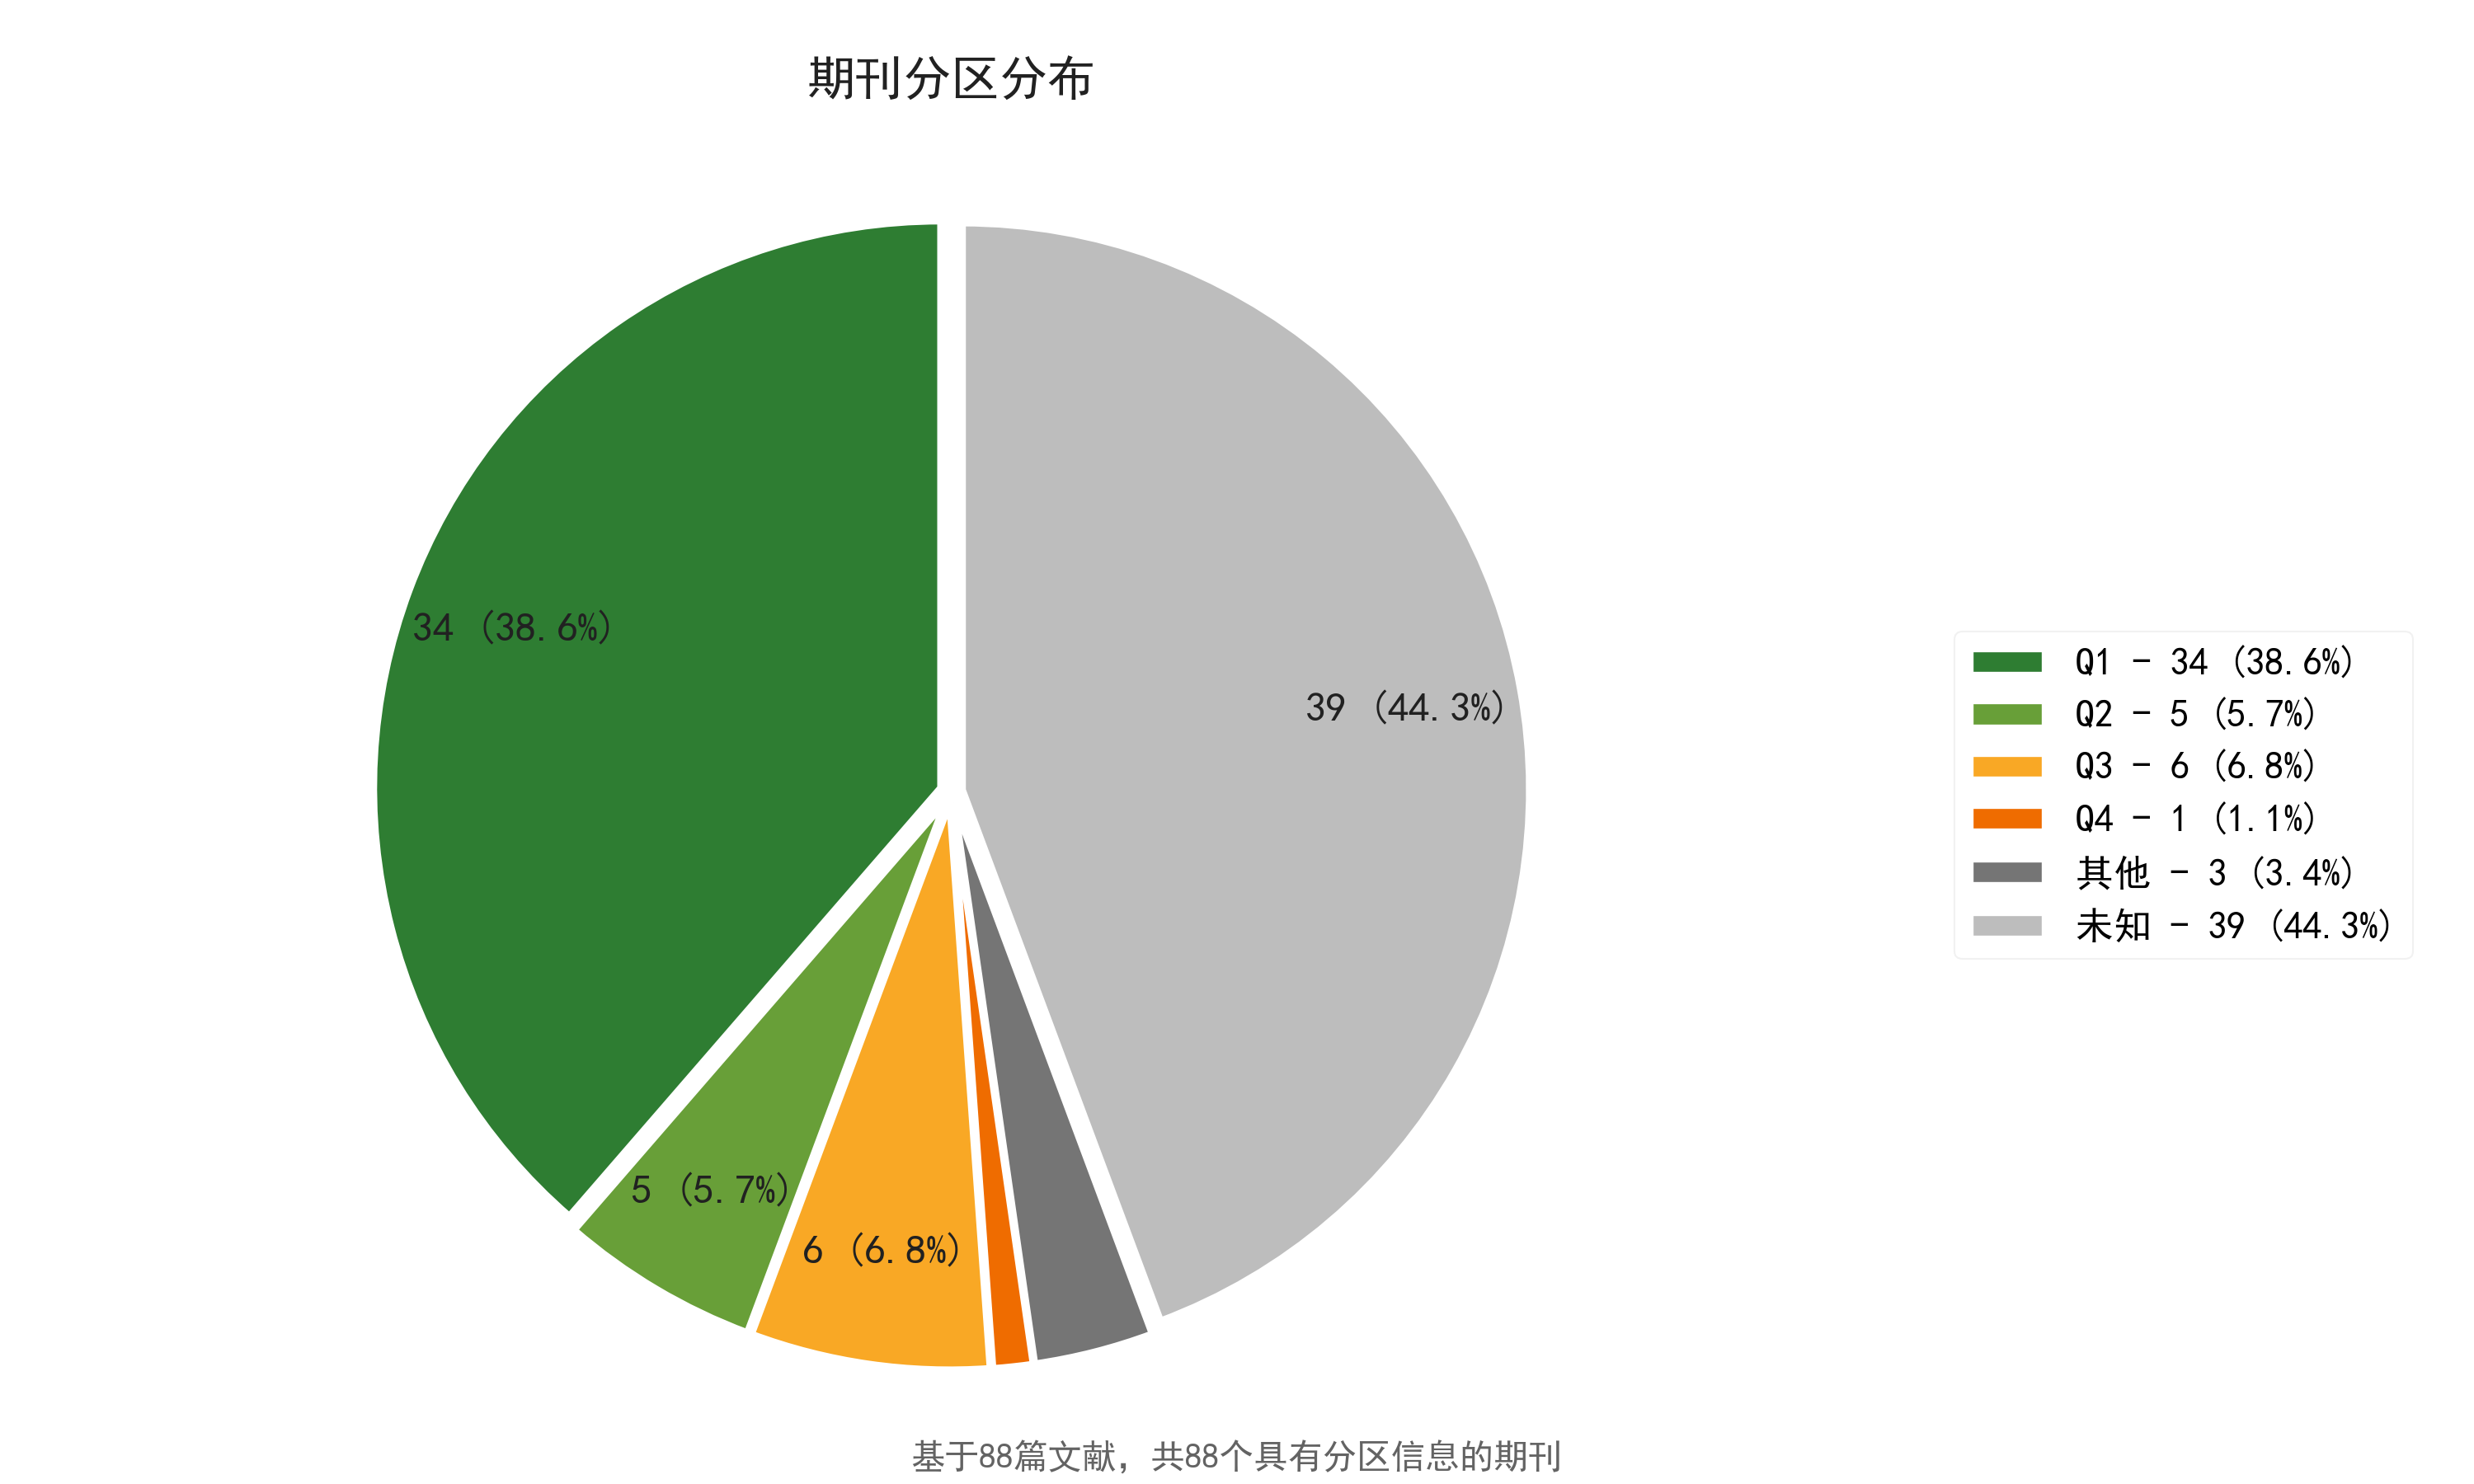 期刊分区分布
34 (38.6%)
39 (44.3%)
5 (5.7%)
6 (6.8%)
Q1 - 34 (38.6%)
Q2 - 5 (5.7%)
Q3 - 6 (6.8%)
Q4 - 1 (1.1%)
其他 - 3 (3.4%)
未知 - 39 (44.3%)
基于88篇文献，共88个具有分区信息的期刊